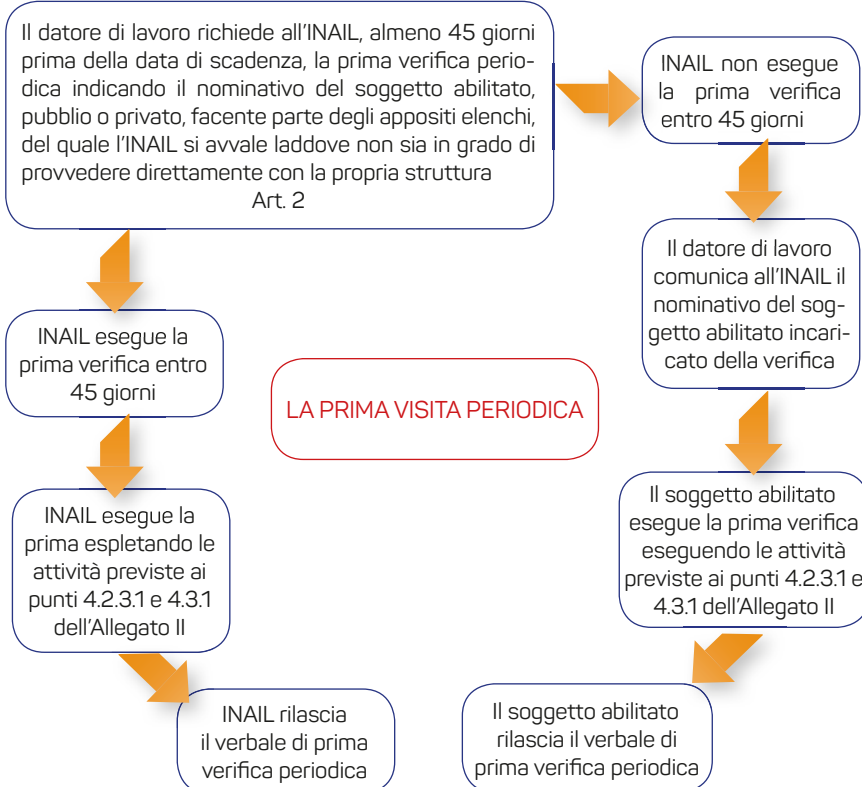 Il datore di lavoro richiede all’INAIL, almeno 45 giorni
prima della data di scadenza, la prima verifica perio-
dica indicando il nominativo del soggetto abilitato,
pubblio o privato, facente parte degli appositi elenchi,
del quale l’INAIL si avvale laddove non sia in grado di
provvedere direttamente con la propria struttura
Art. 2
INAIL esegue la
prima verifica entro
45 giorni
INAIL esegue la
prima espletando le
attività previste ai
punti 4.2.3.1 e 4.3.1
dell’Allegato II
INAIL rilascia
il verbale di prima
verifica periodica
LA PRIMA VISITA PERIODICA
INAIL non esegue
la prima verifica
entro 45 giorni
Il datore di lavoro
comunica all’INAIL il
nominativo del sog-
getto abilitato incari-
cato della verifica
Il soggetto abilitato
esegue la prima verifica
eseguendo le attività
previste ai punti 4.2.3.1 e
4.3.1 dell’Allegato II
Il soggetto abilitato
rilascia il verbale di
prima verifica periodica